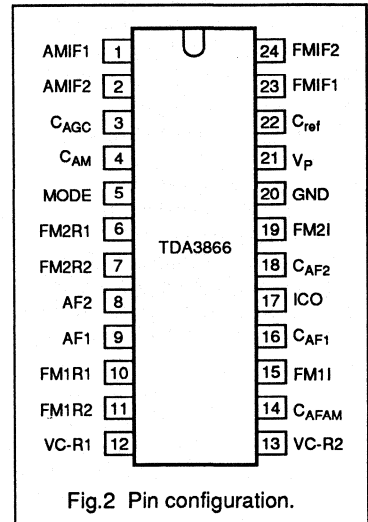 AMIF1 1 24 FMIF2
AMIF2 2 23 FMIF1
CAGC 3 22 Cref
CAM 4 21 VP
MODE 5 20 GND
FM2R1 6 19 FM2I
FM2R2 7 18 CAF2
TDA3866
AF2 8 17 ICO
AF1 9 16 CAF1
FM1R1 10 15 FM1I
FM1R2 11 14 CAFAM
VC-R1 12 13 VC-R2
Fig.2 Pin configuration.